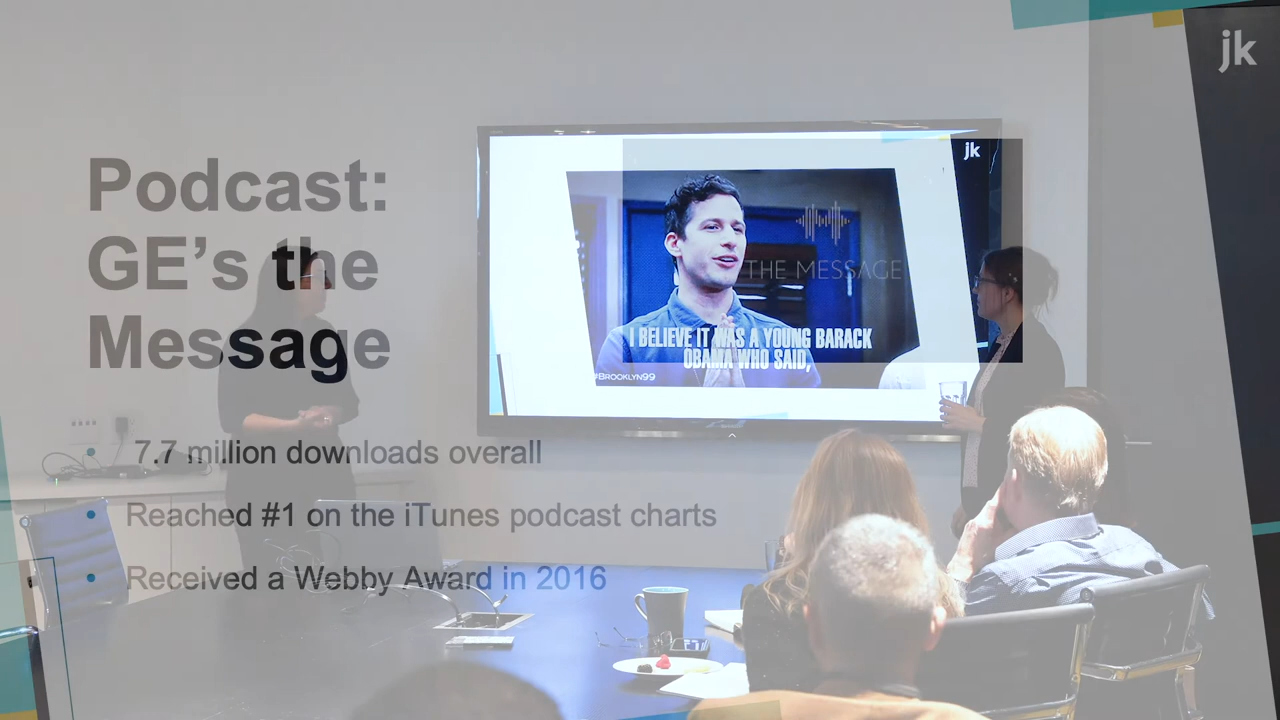 jk
Podcast:
GE’s the
Message
jk
THE MESSAGE
I BELIEVE IT WAS A YOUNG BARACK
OBAMA WHO SAID,
#BROOKLYN99
7.7 million downloads overall
Reached #1 on the iTunes podcast charts
Received a Webby Award in 2016